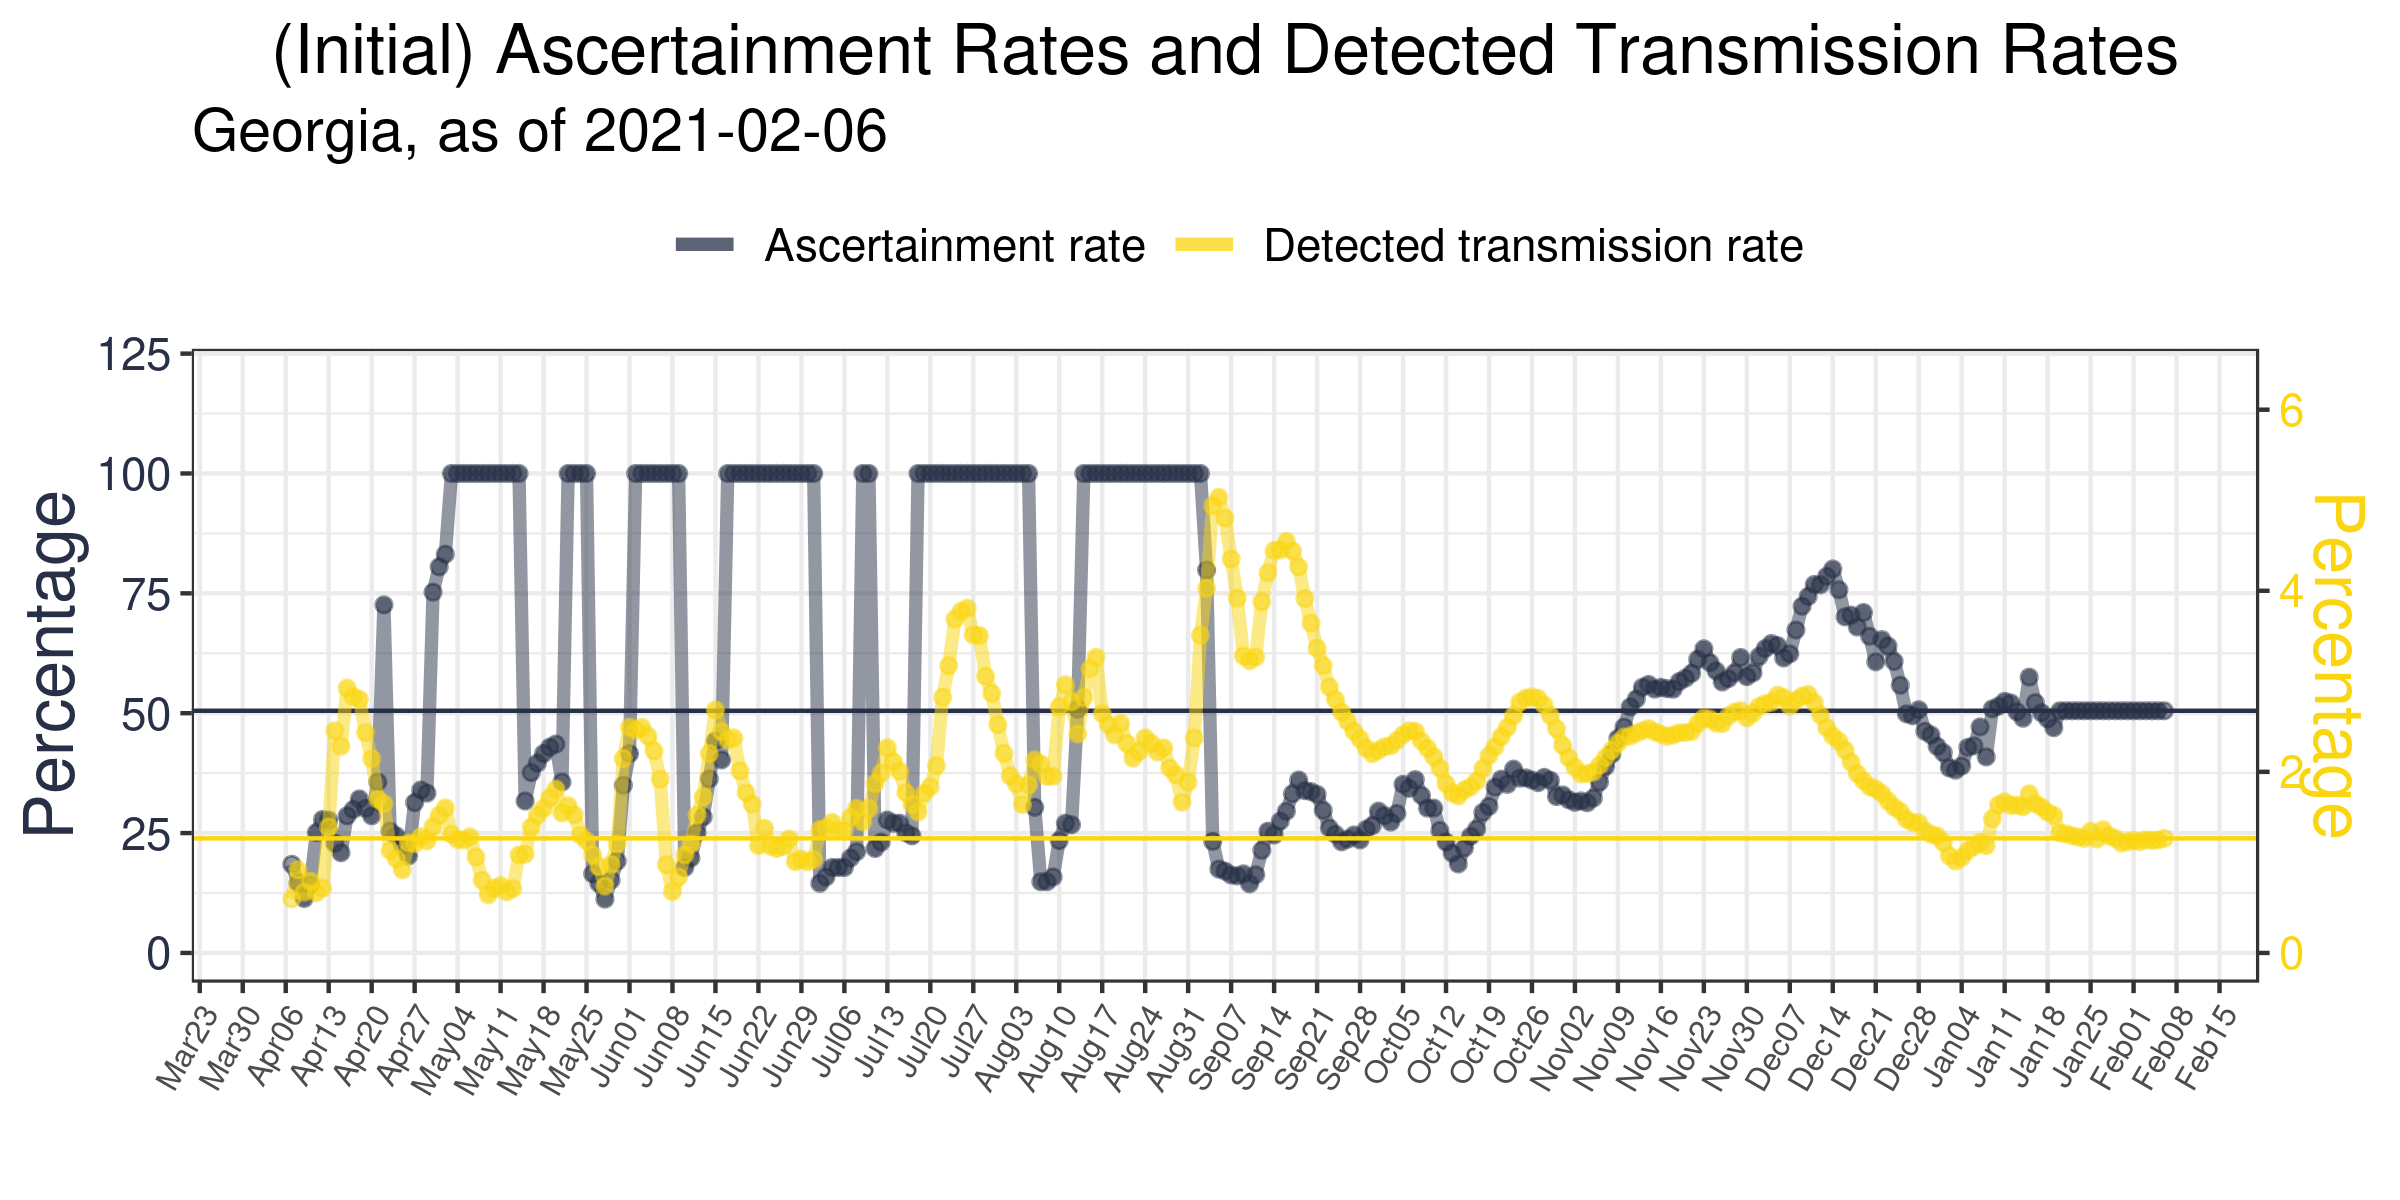 (Initial) Ascertainment Rates and Detected Transmission Rates
Georgia, as of 2021-02-06
Ascertainment rate Detected transmission rate
Percentage
125
100
75
50
25
0
6
4
2
0
Percentage
Mar23 Mar30 Apr06 Apr13 Apr20 Apr27 May04 May11 May18 May25 Jun01 Jun08 Jun15 Jun22 Jun29 Jul06 Jul13 Jul20 Jul27 Aug03 Aug10 Aug17 Aug24 Aug31 Sep07 Sep14 Sep21 Sep28 Oct05 Oct12 Oct19 Oct26 Nov02 Nov09 Nov16 Nov23 Nov30 Dec07 Dec14 Dec21 Dec28 Jan04 Jan11 Jan18 Jan25 Feb01 Feb08 Feb15